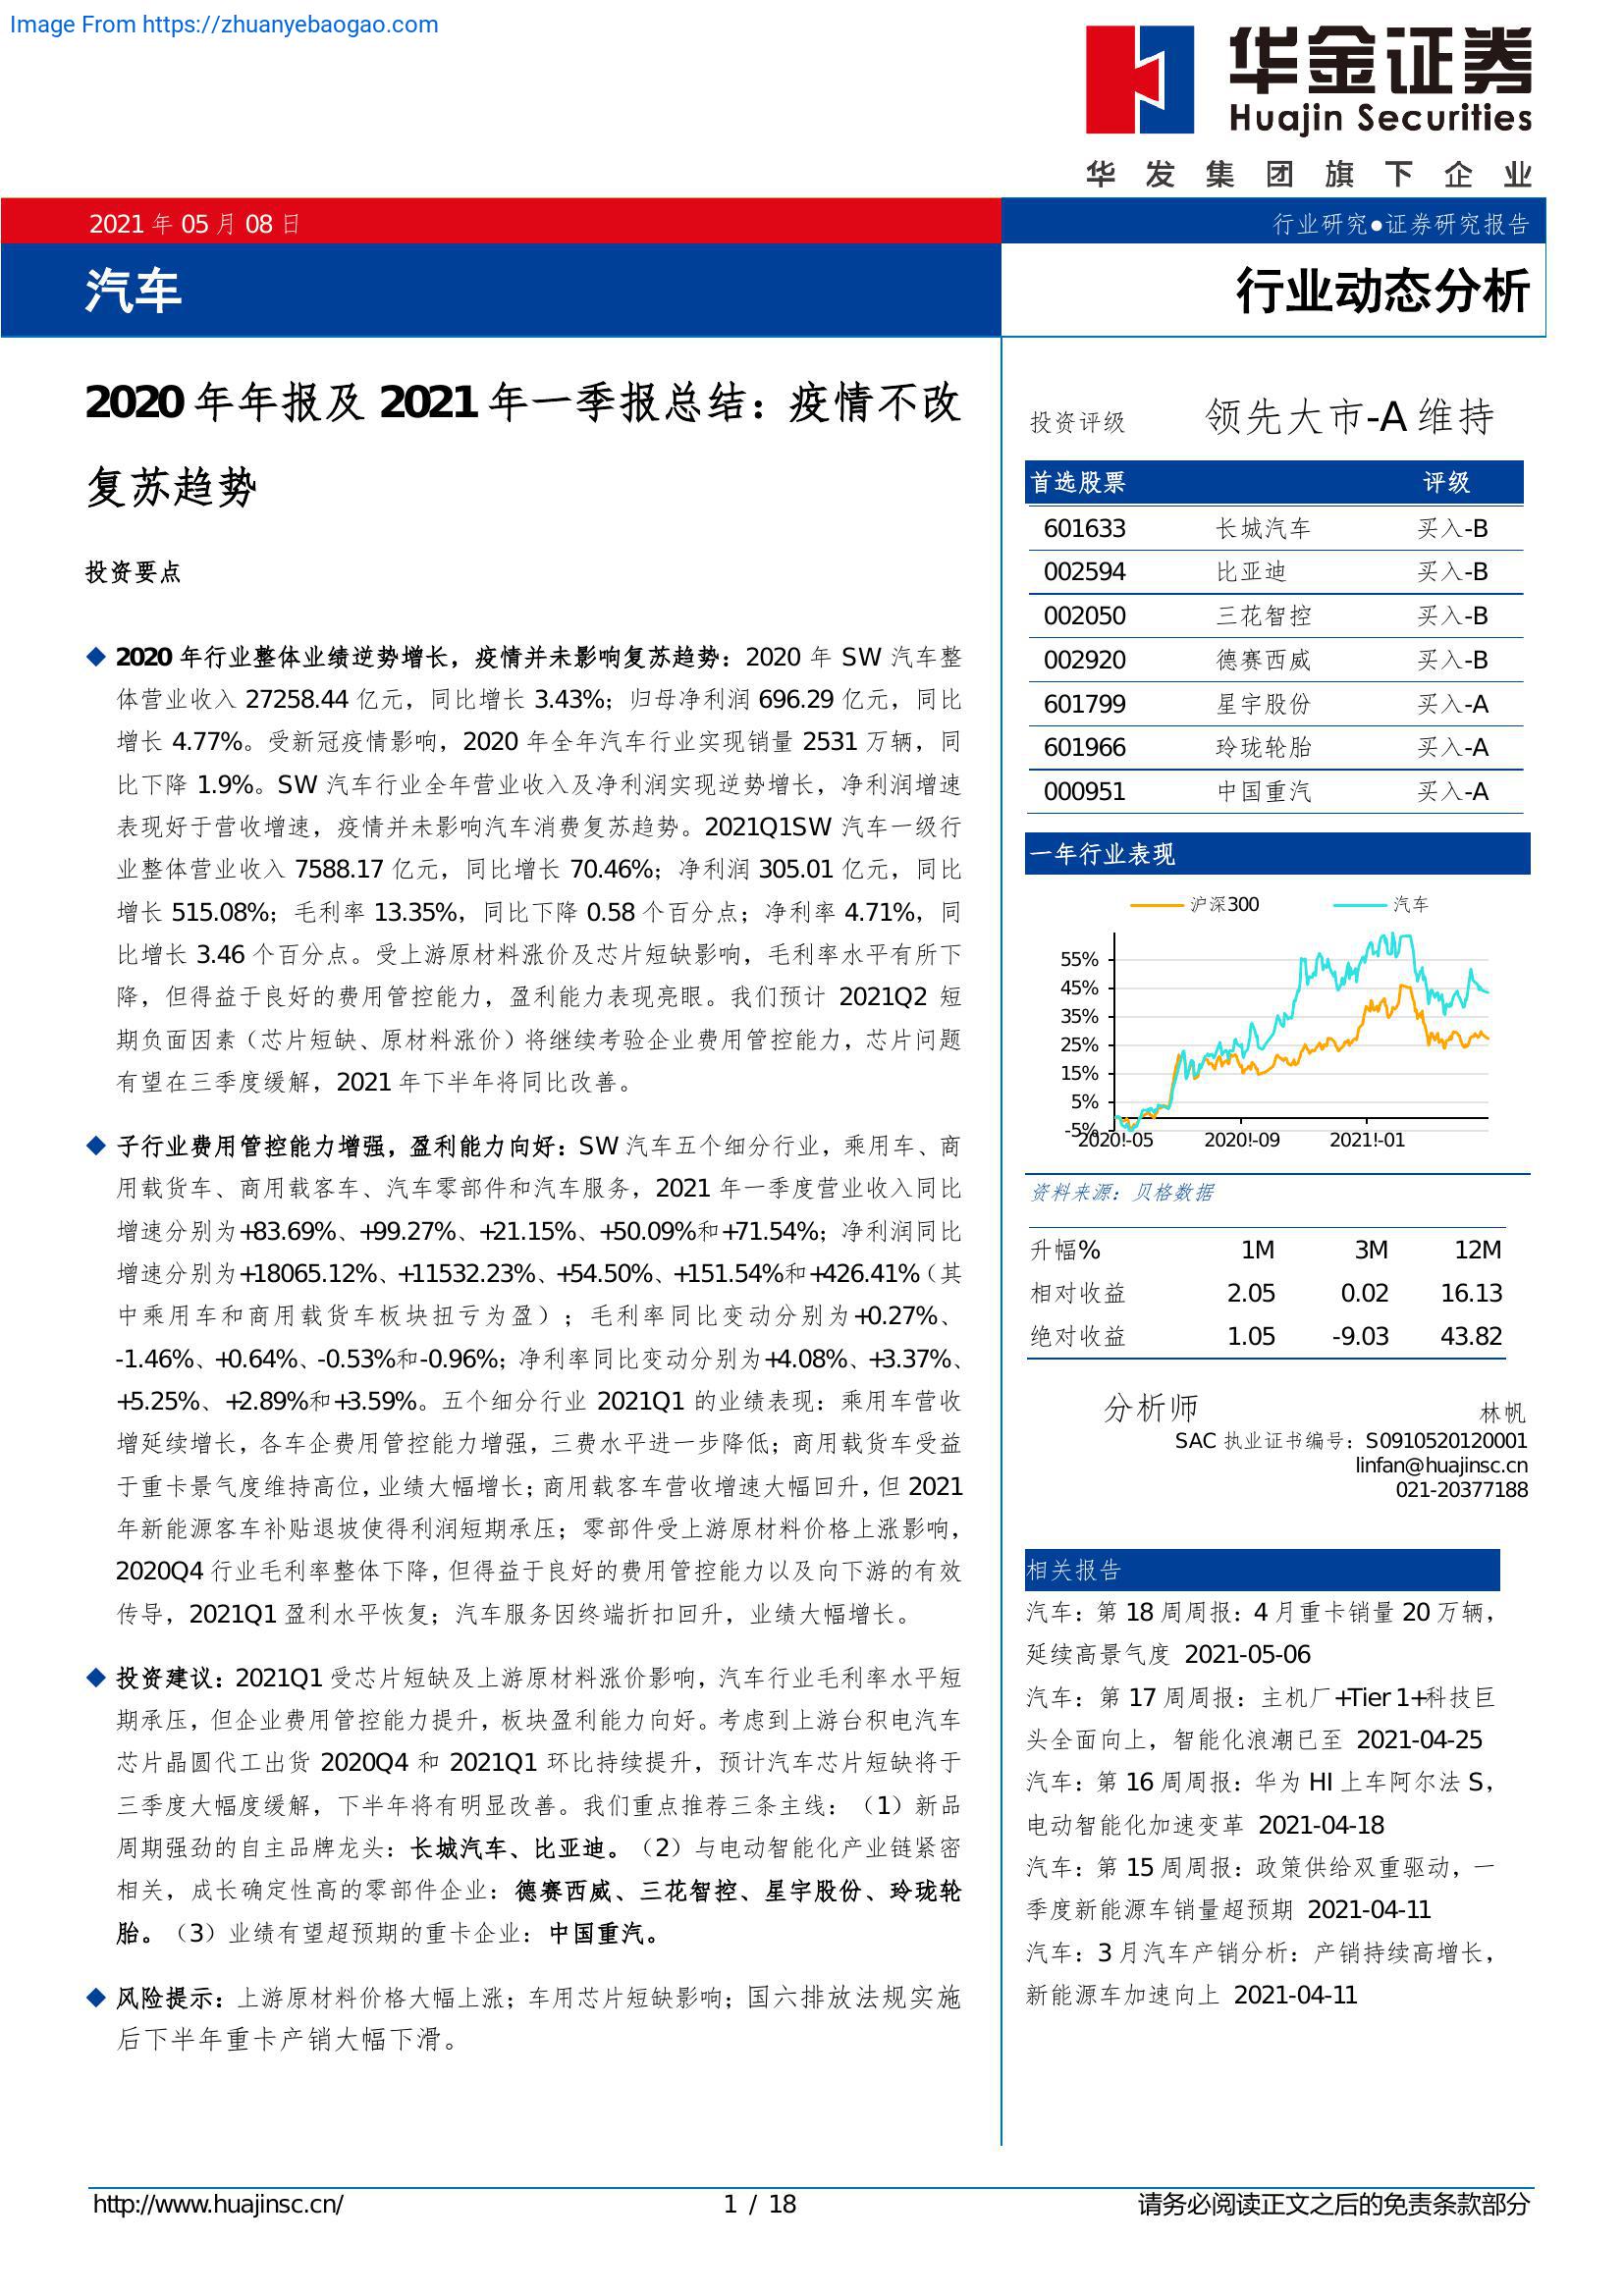 Image From https://zhuanyebaogao.com
华金证券
Huajin Securities
华发集团旗下企业
2021 年 05 月 08 日
行业研究●证券研究报告
汽车
行业动态分析
2020 年年报及 2021 年一季报总结：疫情不改
复苏趋势
投资要点
◆ 2020 年行业整体业绩逆势增长，疫情并未影响复苏趋势：2020 年 SW 汽车整
体营业收入 27258.44 亿元，同比增长 3.43%；归母净利润 696.29 亿元，同比
增长 4.77%。受新冠疫情影响，2020 年全年汽车行业实现销量 2531 万辆，同
比下降 1.9%。SW 汽车行业全年营业收入及净利润实现逆势增长，净利润增速
表现好于营收增速，疫情并未影响汽车消费复苏趋势。2021Q1SW 汽车一级行
业整体营业收入 7588.17 亿元，同比增长 70.46%；净利润 305.01 亿元，同比
增长 515.08%；毛利率 13.35%，同比下降 0.58 个百分点；净利率 4.71%，同
比增长 3.46 个百分点。受上游原材料涨价及芯片短缺影响，毛利率水平有所下
降，但得益于良好的费用管控能力，盈利能力表现亮眼。我们预计 2021Q2 短
期负面因素（芯片短缺、原材料涨价）将继续考验企业费用管控能力，芯片问题
有望在三季度缓解，2021 年下半年将同比改善。
◆ 子行业费用管控能力增强，盈利能力向好：SW 汽车五个细分行业，乘用车、商
用载货车、商用载客车、汽车零部件和汽车服务，2021 年一季度营业收入同比
增速分别为+83.69%、+99.27%、+21.15%、+50.09%和+71.54%；净利润同比
增速分别为+18065.12%、+11532.23%、+54.50%、+151.54%和+426.41%（其
中乘用车和商用载货车板块扭亏为盈）；毛利率同比变动分别为+0.27%、
-1.46%、+0.64%、-0.53%和-0.96%；净利率同比变动分别为+4.08%、+3.37%、
+5.25%、+2.89%和+3.59%。五个细分行业 2021Q1 的业绩表现：乘用车营收
增延续增长，各车企费用管控能力增强，三费水平进一步降低；商用载货车受益
于重卡景气度维持高位，业绩大幅增长；商用载客车营收增速大幅回升，但 2021
年新能源客车补贴退坡使得利润短期承压；零部件受上游原材料价格上涨影响，
2020Q4 行业毛利率整体下降，但得益于良好的费用管控能力以及向下游的有效
传导，2021Q1 盈利水平恢复；汽车服务因终端折扣回升，业绩大幅增长。
◆ 投资建议：2021Q1 受芯片短缺及上游原材料涨价影响，汽车行业毛利率水平短
期承压，但企业费用管控能力提升，板块盈利能力向好。考虑到上游台积电汽车
芯片晶圆代工出货 2020Q4 和 2021Q1 环比持续提升，预计汽车芯片短缺将于
三季度大幅度缓解，下半年将有明显改善。我们重点推荐三条主线：（1）新品
周期强劲的自主品牌龙头：长城汽车、比亚迪。（2）与电动智能化产业链紧密
相关，成长确定性高的零部件企业：德赛西威、三花智控、星宇股份、玲珑轮
胎。（3）业绩有望超预期的重卡企业：中国重汽。
◆ 风险提示：上游原材料价格大幅上涨；车用芯片短缺影响；国六排放法规实施
后下半年重卡产销大幅下滑。
投资评级 领先大市-A 维持
首选股票 评级
601633 长城汽车 买入-B
002594 比亚迪 买入-B
002050 三花智控 买入-B
002920 德赛西威 买入-B
601799 星宇股份 买入-A
601966 玲珑轮胎 买入-A
000951 中国重汽 买入-A
一年行业表现
沪深300 汽车
55%
45%
35%
25%
15%
5%
-5%
2020!-05 2020!-09 2021!-01
资料来源：贝格数据
升幅% 1M 3M 12M
相对收益 2.05 0.02 16.13
绝对收益 1.05 -9.03 43.82
分析师 林帆
SAC 执业证书编号：S0910520120001
linfan@huajinsc.cn
021-20377188
相关报告
汽车：第 18 周周报：4 月重卡销量 20 万辆，
延续高景气度 2021-05-06
汽车：第 17 周周报：主机厂+Tier 1+科技巨
头全面向上，智能化浪潮已至 2021-04-25
汽车：第 16 周周报：华为 HI 上车阿尔法 S，
电动智能化加速变革 2021-04-18
汽车：第 15 周周报：政策供给双重驱动，一
季度新能源车销量超预期 2021-04-11
汽车：3 月汽车产销分析：产销持续高增长，
新能源车加速向上 2021-04-11
http://www.huajinsc.cn/ 1 / 18 请务必阅读正文之后的免责条款部分